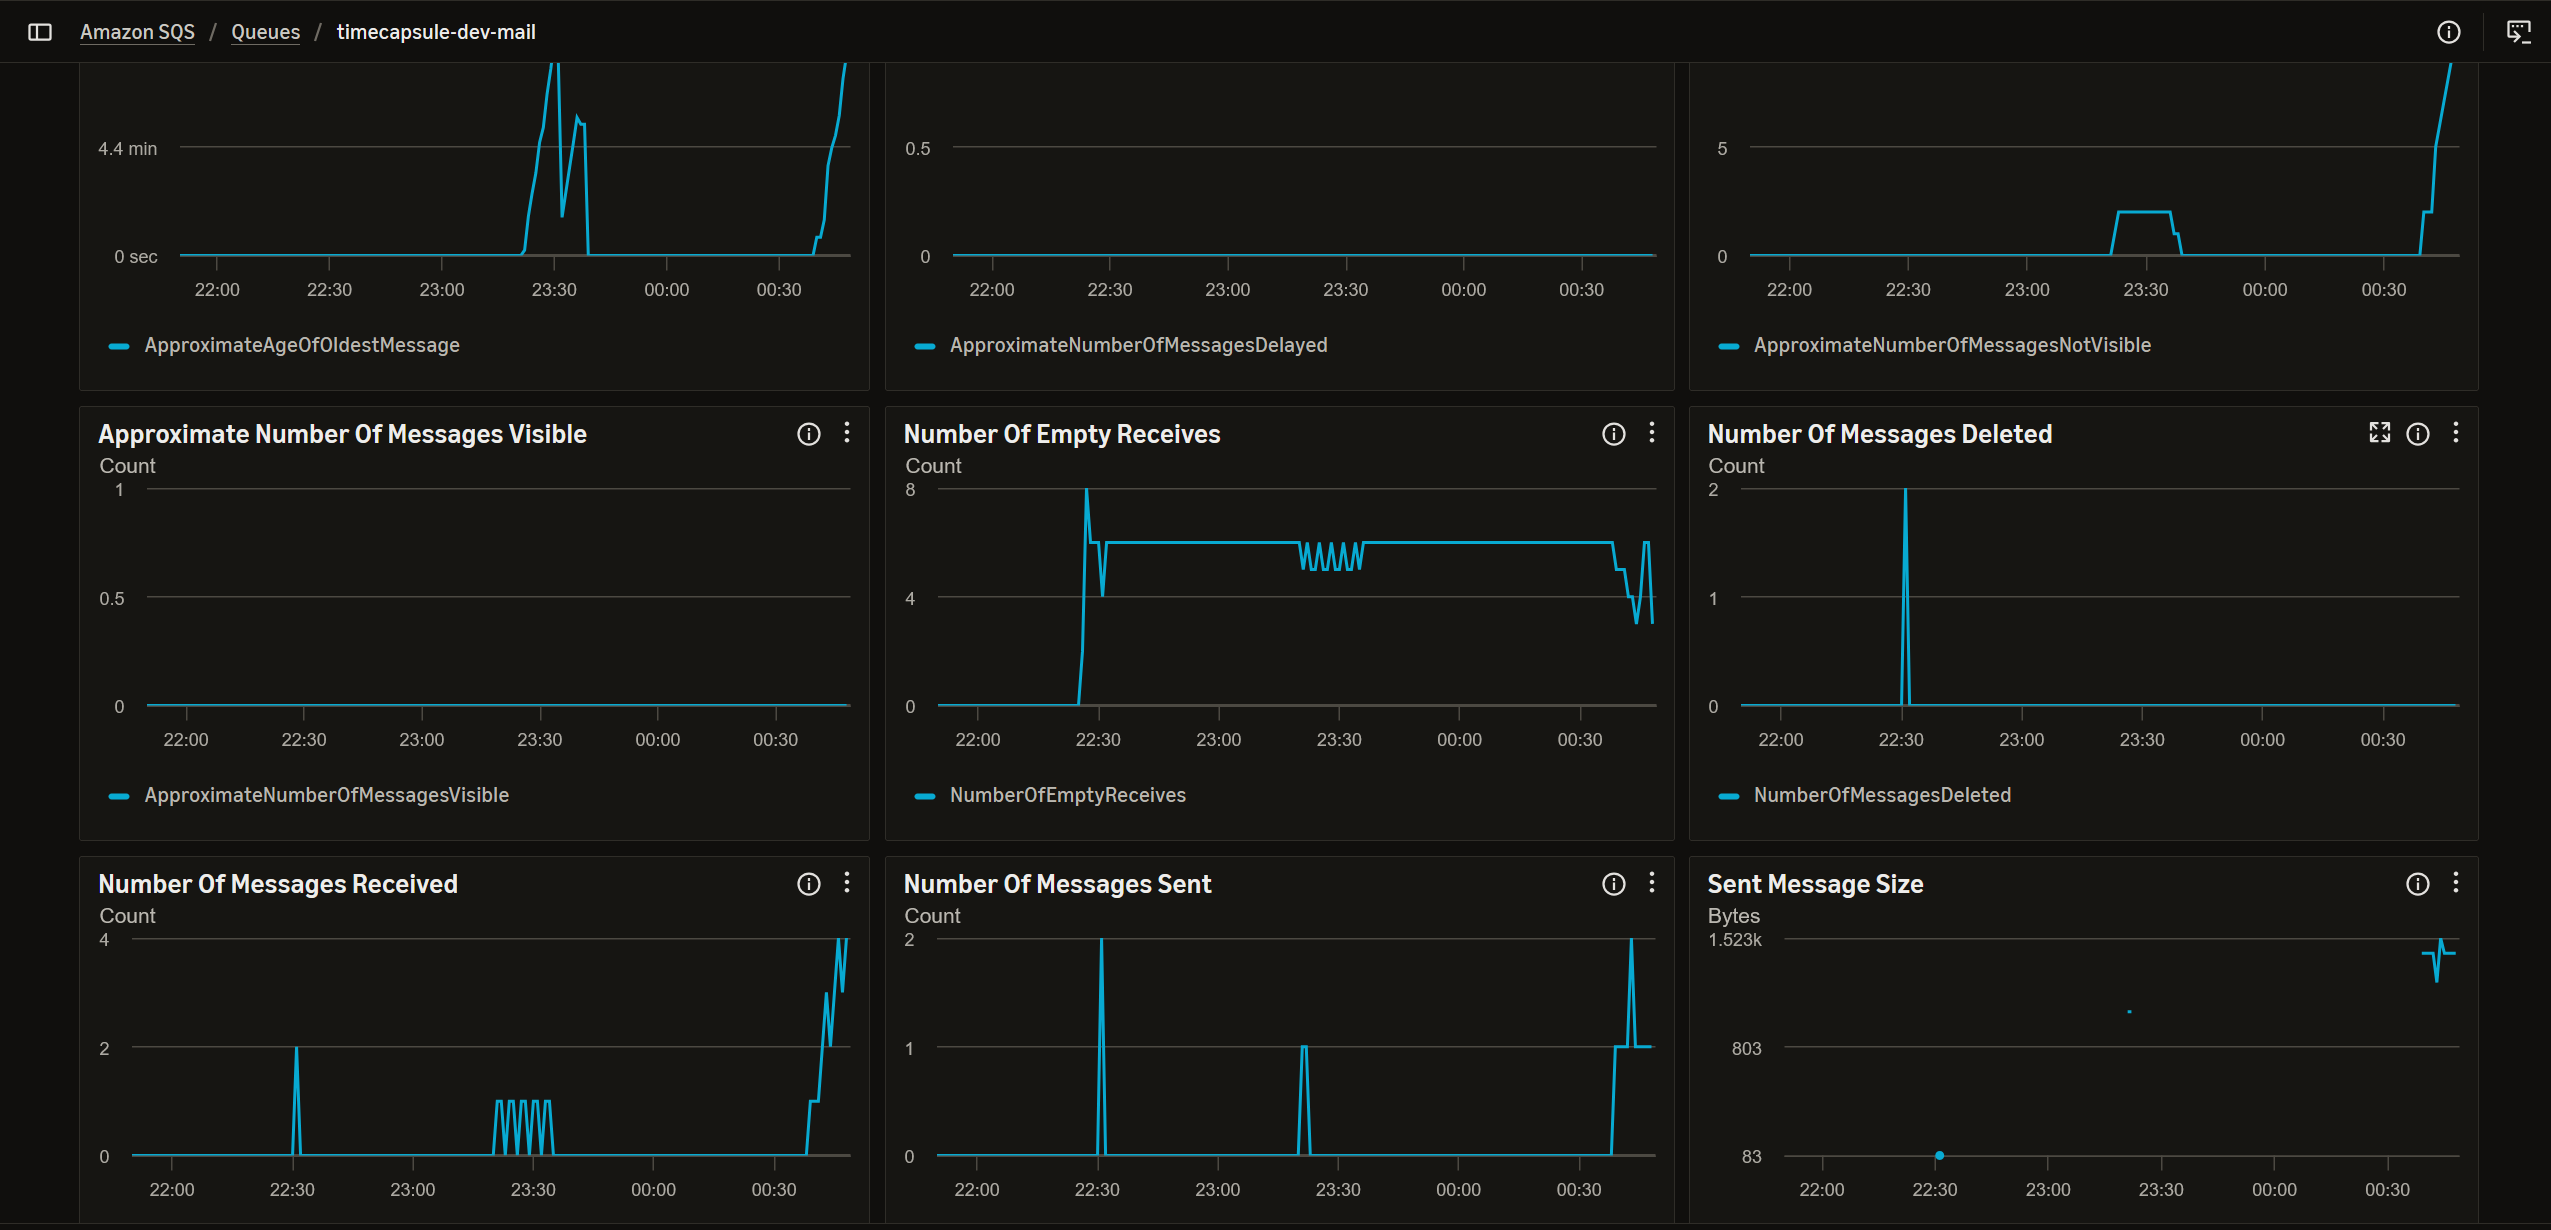 Amazon SQS / Queues / timecapsule-dev-mail
4.4 min
0 sec
22:00 22:30 23:00 23:30 00:00 00:30
ApproximateAgeOfOldestMessage
0.5
0
22:00 22:30 23:00 23:30 00:00 00:30
ApproximateNumberOfMessagesDelayed
5
0
22:00 22:30 23:00 23:30 00:00 00:30
ApproximateNumberOfMessagesNotVisible
Approximate Number Of Messages Visible
Count
1
0.5
0
22:00 22:30 23:00 23:30 00:00 00:30
ApproximateNumberOfMessagesVisible
Number Of Empty Receives
Count
8
4
0
22:00 22:30 23:00 23:30 00:00 00:30
NumberOfEmptyReceives
Number Of Messages Deleted
Count
2
1
0
22:00 22:30 23:00 23:30 00:00 00:30
NumberOfMessagesDeleted
Number Of Messages Received
Count
4
2
0
22:00 22:30 23:00 23:30 00:00 00:30
Number Of Messages Sent
Count
2
1
0
22:00 22:30 23:00 23:30 00:00 00:30
Sent Message Size
Bytes
1.523k
803
83
22:00 22:30 23:00 23:30 00:00 00:30